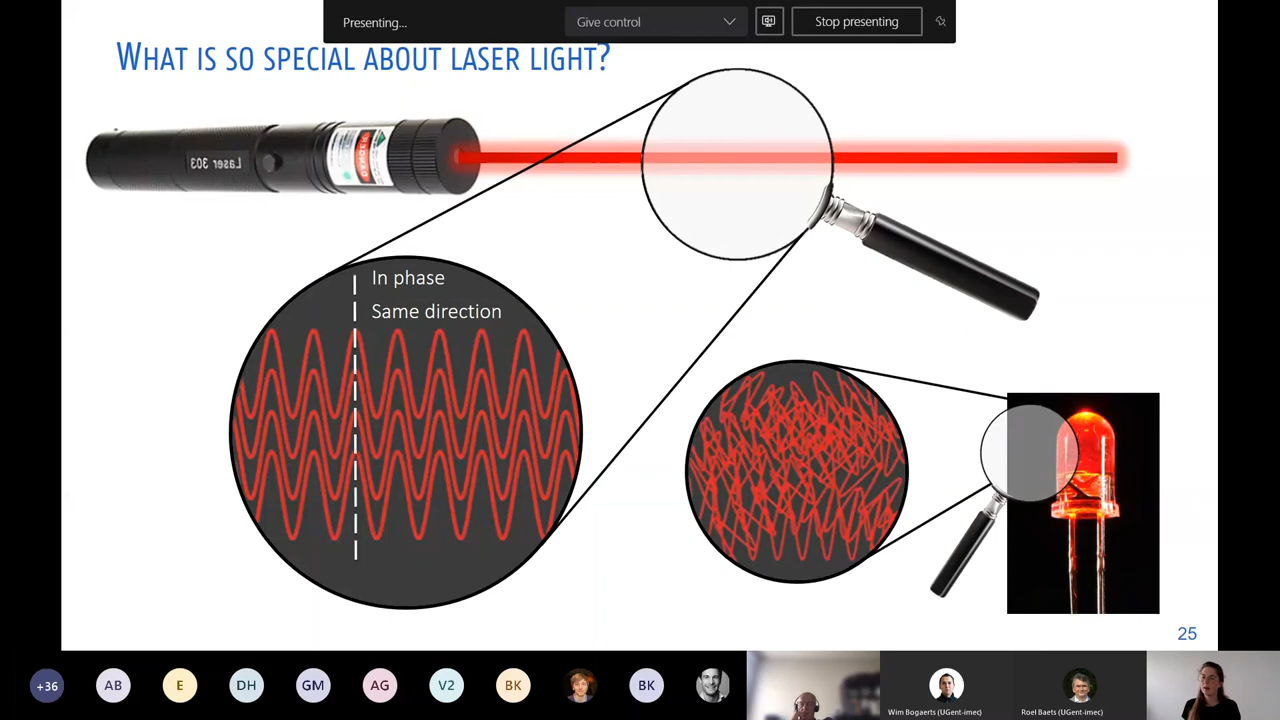 Presenting...
Give control
Stop presenting
WHAT IS SO SPECIAL ABOUT LASER LIGHT?
Laser 303
DANGER
In phase
Same direction
25
+36
AB
E
DH
GM
AG
V2
BK
BK
Wim Bogaerts (UGent-imec)
Roel Baets (UGent-imec)